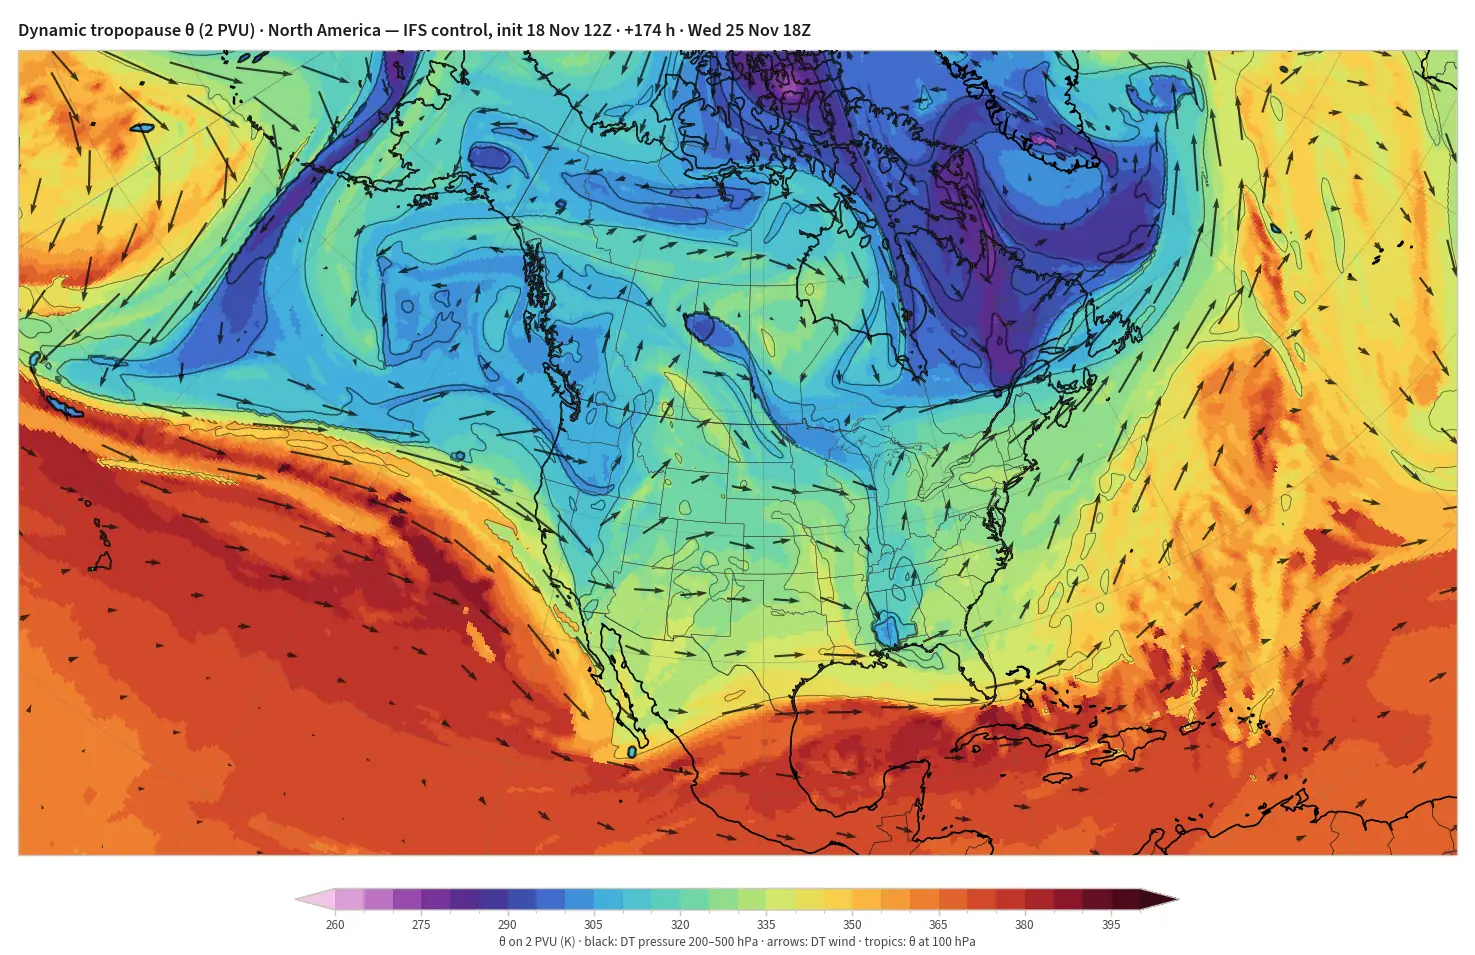 Dynamic tropopause θ (2 PVU) · North America — IFS control, init 18 Nov 12Z · +174 h · Wed 25 Nov 18Z
260 275 290 305 320 335 350 365 380 395
θ on 2 PVU (K) · black: DT pressure 200–500 hPa · arrows: DT wind · tropics: θ at 100 hPa